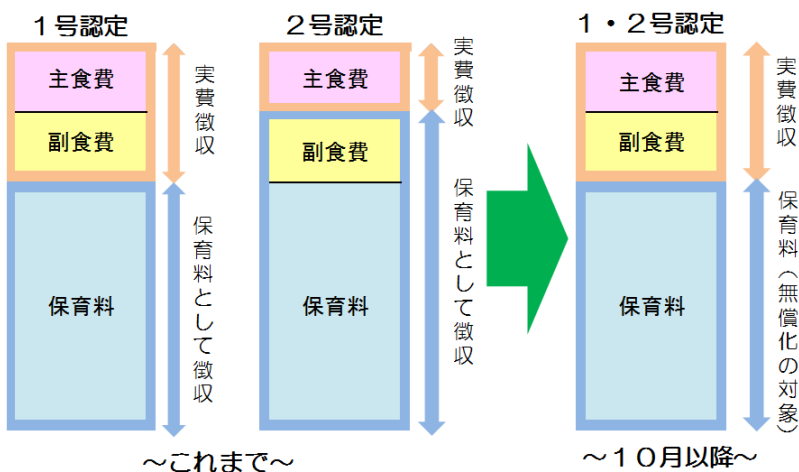 １号認定
主食費
副食費
保育料
実費徴収
保育料として徴収
２号認定
主食費
副食費
保育料
実費徴収
保育料として徴収
～これまで～
１・２号認定
主食費
副食費
保育料
実費徴収
保育料（無償化の対象）
～１０月以降～